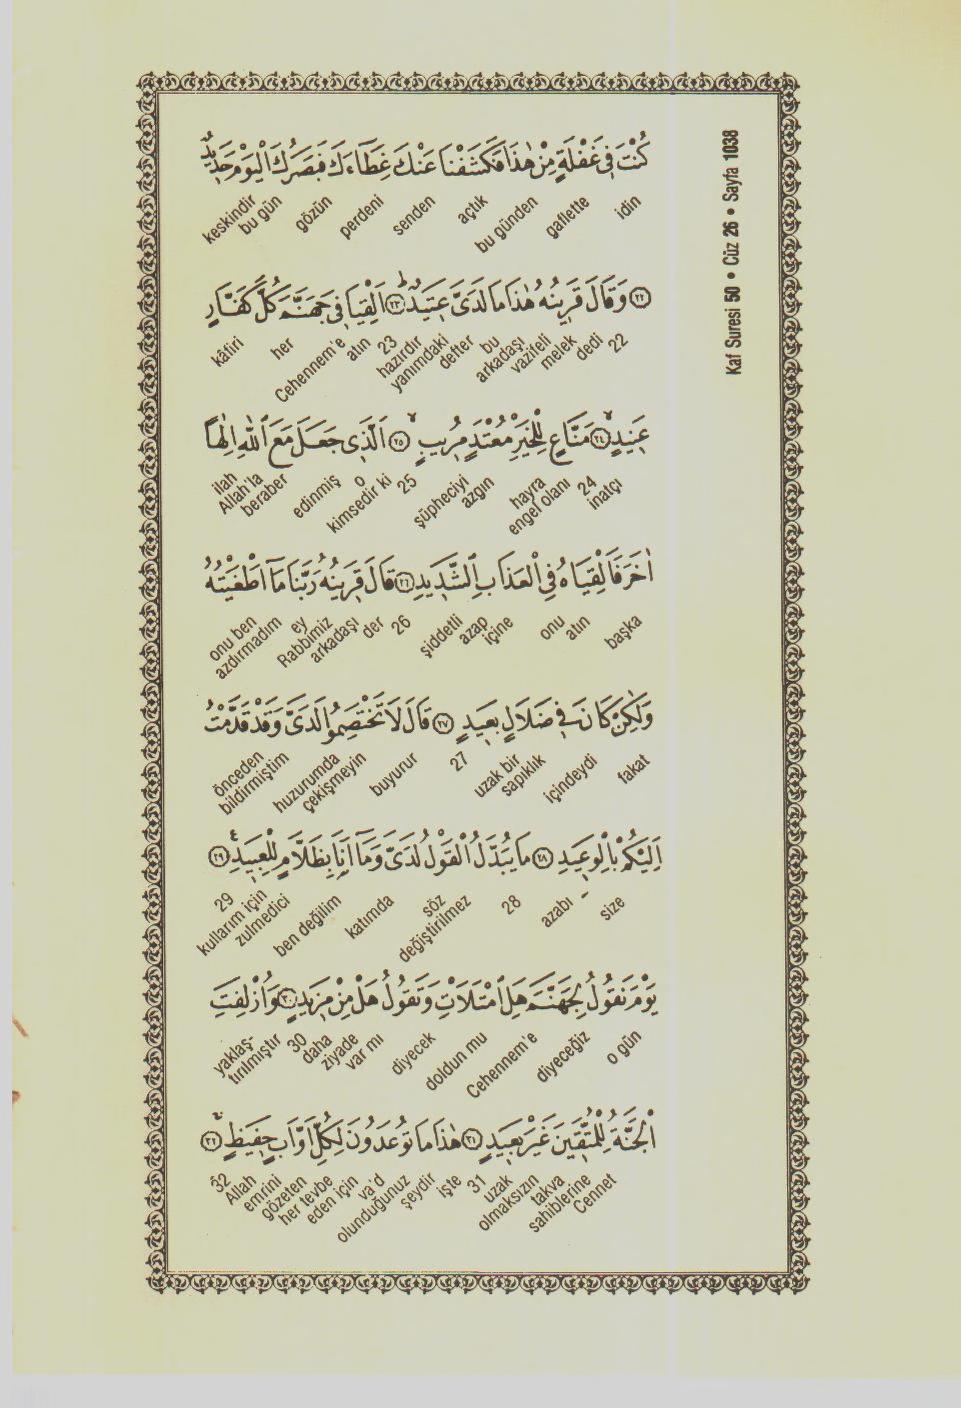 Kaf Suresi 50 • Cüz 26 • Sayfa 1038
كُنْتَ فِي غَفْلَةٍ مِنْ هٰذَا فَكَشَفْنَا عَنْكَ غِطَٓاءَكَ فَبَصَرُكَ الْيَوْمَ حَدِيدٌ
idin gaflette bu günden açtık senden perdeni gözün bu gün keskindir
﴿٢٢﴾ وَقَالَ قَرِينُهُ هٰذَا مَا لَدَيَّ عَتِيدٌ ﴿٢٣﴾ اَلْقِيَا فِي جَهَنَّمَ كُلَّ كَفَّارٍ
22 dedi melek vazifeli arkadaşı bu defter yanımdaki hazırdır 23 atın Cehennem'e her kâfiri
عَنِيدٍ ﴿٢٤﴾ مَنَّاعٍ لِلْخَيْرِ مُعْتَدٍ مُرِيبٍ ﴿٢٥﴾ اَلَّذِي جَعَلَ مَعَ اللّٰهِ اِلٰهًا
inatçı 24 engel olanı hayra azgın şüpheciyi 25 kimsedir ki o edinmiş beraber Allah'la ilah
اٰخَرَ فَاَلْقِيَاهُ فِي الْعَذَابِ الشَّدِيدِ ﴿٢٦﴾ قَالَ قَرِينُهُ رَبَّنَا مَٓا اَطْغَيْتُهُ
başka atın onu içine azap şiddetli 26 der arkadaşı Rabbimiz ey azdırmadım onu ben
وَلٰكِنْ كَانَ فِي ضَلَالٍ بَعِيدٍ ﴿٢٧﴾ قَالَ لَا تَخْتَصِمُوا لَدَيَّ وَقَدْ قَدَّمْتُ
fakat içindeydi sapıklık uzak bir 27 buyurur çekişmeyin huzurumda bildirmiştim önceden
اِلَيْكُمْ بِالْوَعِيدِ ﴿٢٨﴾ مَا يُبَدَّلُ الْقَوْلُ لَدَيَّ وَمَٓا اَنَا بِظَلَّامٍ لِلْعَبِيدِ ﴿٢٩﴾
size azabı 28 değiştirilmez söz katımda ben değilim zulmedici kullarım için 29
يَوْمَ نَقُولُ لِجَهَنَّمَ هَلِ امْتَلَأْتِ وَتَقُولُ هَلْ مِنْ مَزِيدٍ ﴿٣٠﴾ وَاُزْلِفَتِ
o gün diyeceğiz Cehennem'e doldun mu diyecek var mı ziyade daha 30 yaklaş- tırılmıştır
الْجَنَّةُ لِلْمُتَّقِينَ غَيْرَ بَعِيدٍ ﴿٣١﴾ هٰذَا مَا تُوعَدُونَ لِكُلِّ اَوَّابٍ حَفِيظٍ ﴿٣٢﴾
Cennet sahiblerine takva olmaksızın uzak 31 işte şeydir olunduğunuz va'd eden için her tevbe gözeten emrini Allah 32